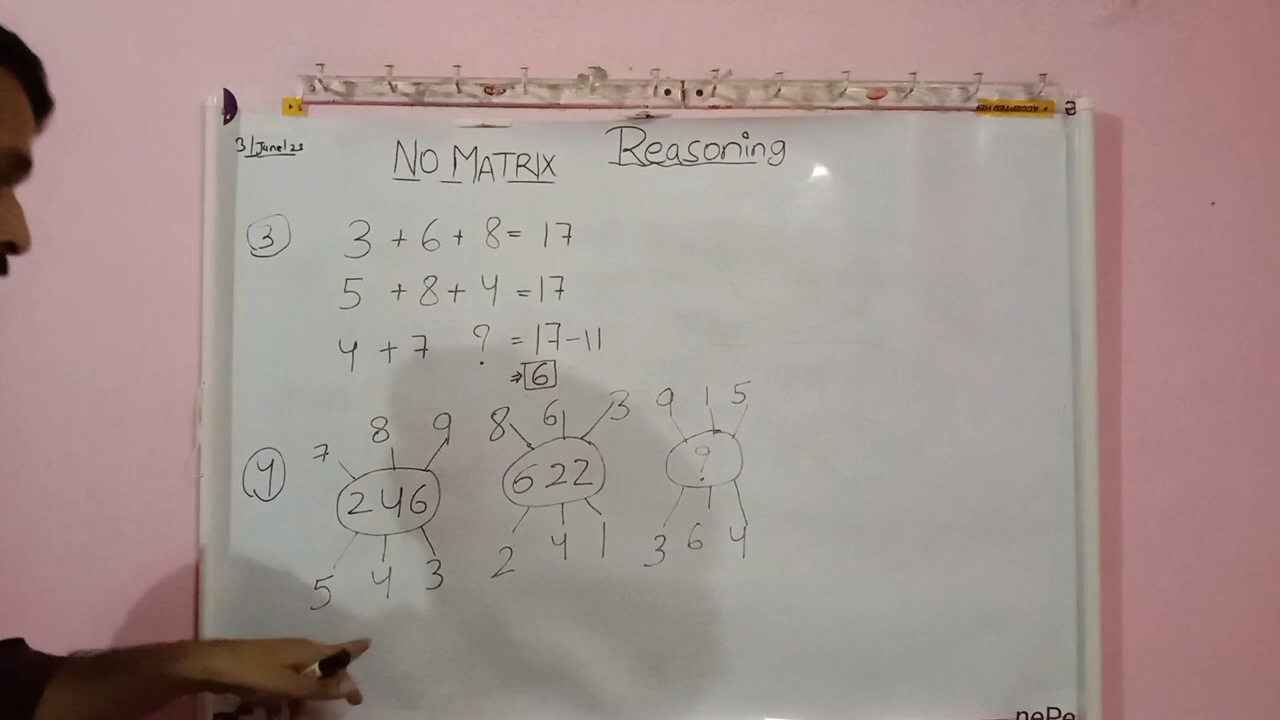 3/June/23
NO MATRIX Reasoning
3 3 + 6 + 8 = 17
5 + 8 + 4 = 17
4 + 7 ? = 17-11
⇒ 6
7 8 9 8 6 3 9 1 5
4 246 622 ?
5 4 3 2 4 1 3 6 4